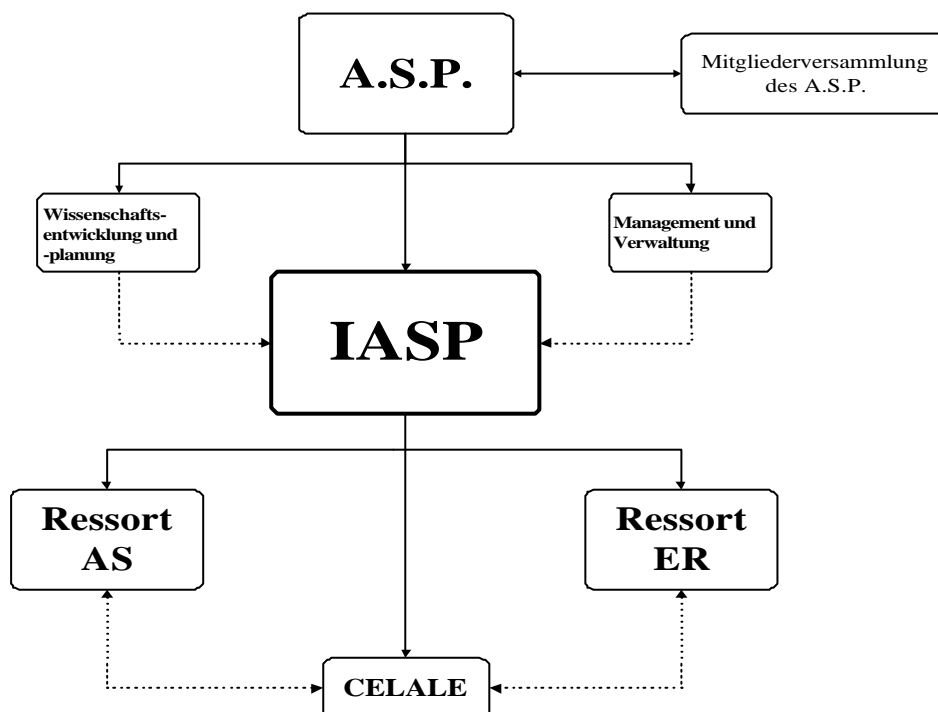 A.S.P.
Mitgliederversammlung
des A.S.P.
Wissenschafts-
entwicklung und
-planung
Management und
Verwaltung
IASP
Ressort
AS
Ressort
ER
CELALE